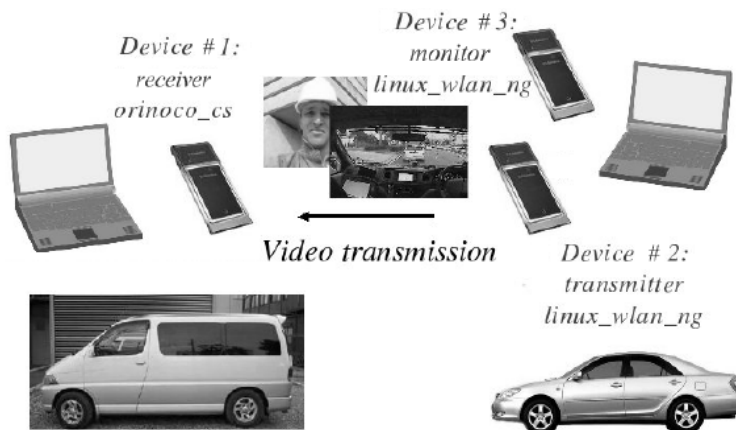 Device # 1:
receiver
orinoco_cs
Device # 3:
monitor
linux_wlan_ng
Video transmission
Device # 2:
transmitter
linux_wlan_ng